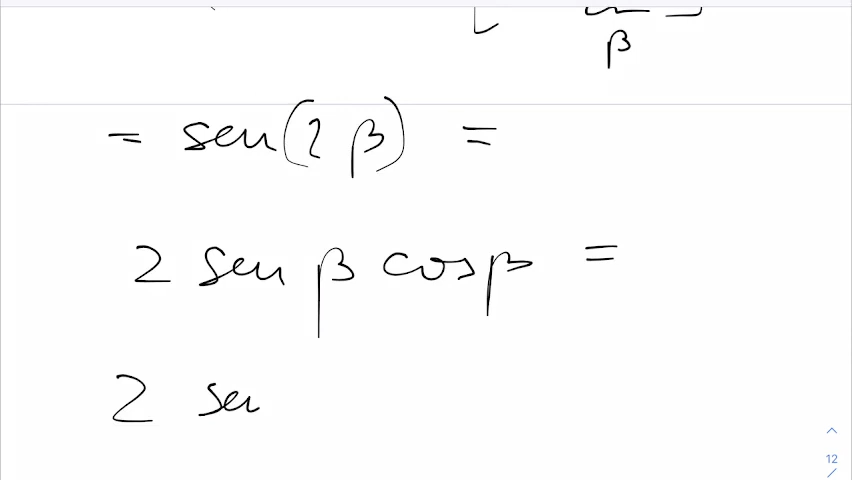 β
= sen(2β) =
2 sen β cos β =
2 sen
12